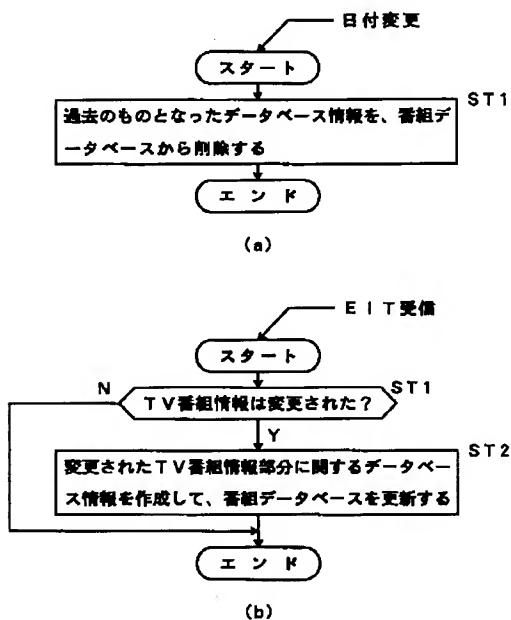 日付変更
スタート
ST1
過去のものとなったデータベース情報を、番組デ
ータベースから削除する
エンド
(a)
EIT受信
スタート
N
ST1
TV番組情報は変更された?
Y
ST2
変更されたTV番組情報部分に関するデータベー
ス情報を作成して、番組データベースを更新する
エンド
(b)